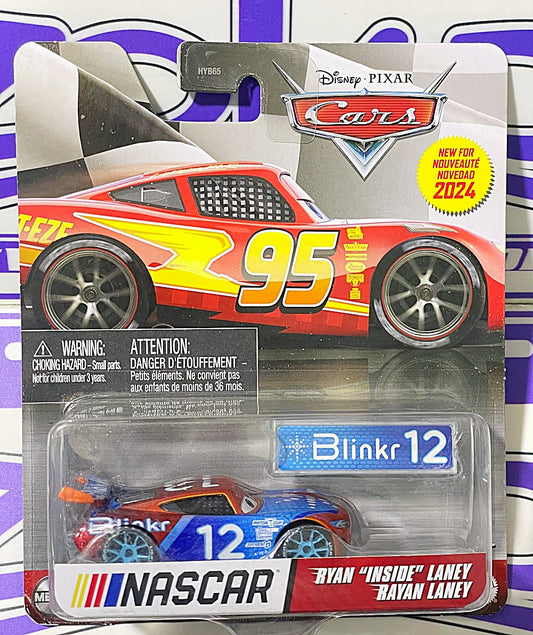 HYB65
Disney · PIXAR
Cars
NEW FOR
NOUVEAUTÉ
NOVEDAD
2024
T-EZE
95
WARNING:
CHOKING HAZARD – Small parts.
Not for children under 3 years.
ATTENTION:
DANGER D'ÉTOUFFEMENT –
Petits éléments. Ne convient pas
aux enfants de moins de 36 mois.
Blinkr 12
Blinkr
12
NASCAR
RYAN "INSIDE" LANEY
RAYAN LANEY